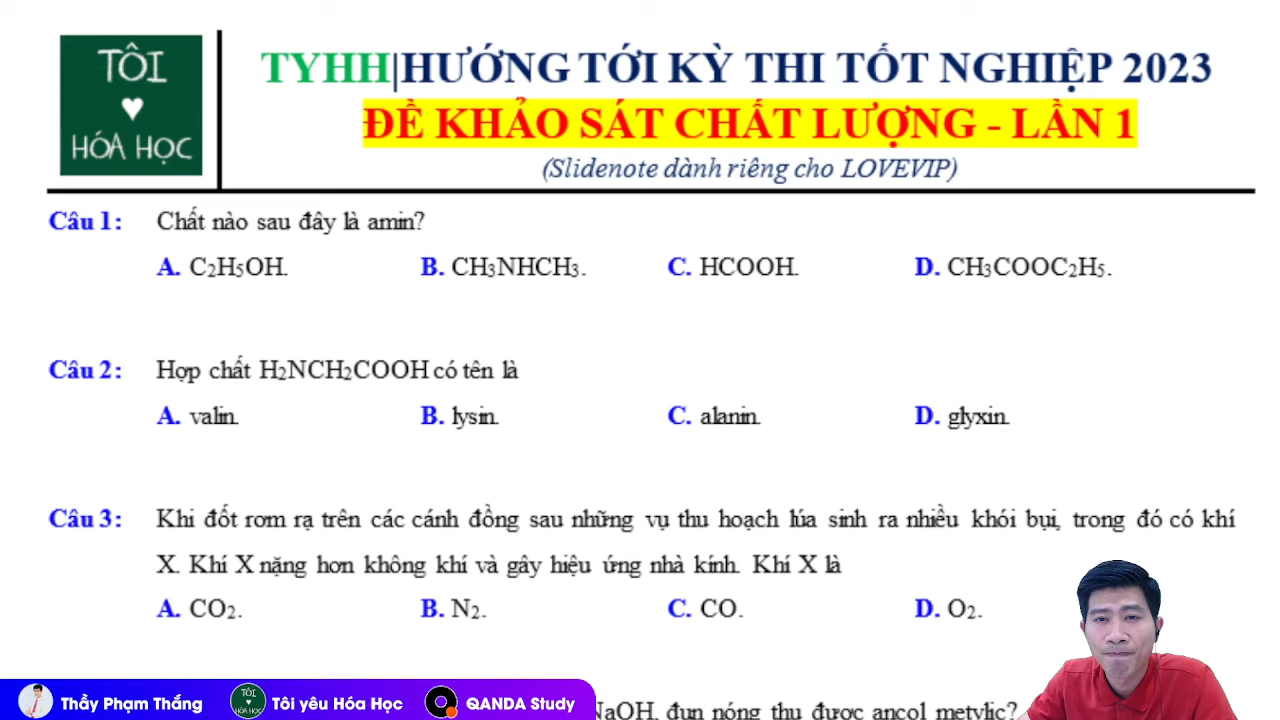 TÔI
♥
HÓA HỌC
TYHH|HƯỚNG TỚI KỲ THI TỐT NGHIỆP 2023
ĐỀ KHẢO SÁT CHẤT LƯỢNG - LẦN 1
(Slidenote dành riêng cho LOVEVIP)
Câu 1: Chất nào sau đây là amin?
A. C₂H₅OH. B. CH₃NHCH₃. C. HCOOH. D. CH₃COOC₂H₅.
Câu 2: Hợp chất H₂NCH₂COOH có tên là
A. valin. B. lysin. C. alanin. D. glyxin.
Câu 3: Khi đốt rơm rạ trên các cánh đồng sau những vụ thu hoạch lúa sinh ra nhiều khói bụi, trong đó có khí
X. Khí X nặng hơn không khí và gây hiệu ứng nhà kính. Khí X là
A. CO₂. B. N₂. C. CO. D. O₂.
NaOH, đun nóng thu được ancol metylic?
Thầy Phạm Thắng TÔI ♥ HÓA HỌC Tôi yêu Hóa Học QANDA Study